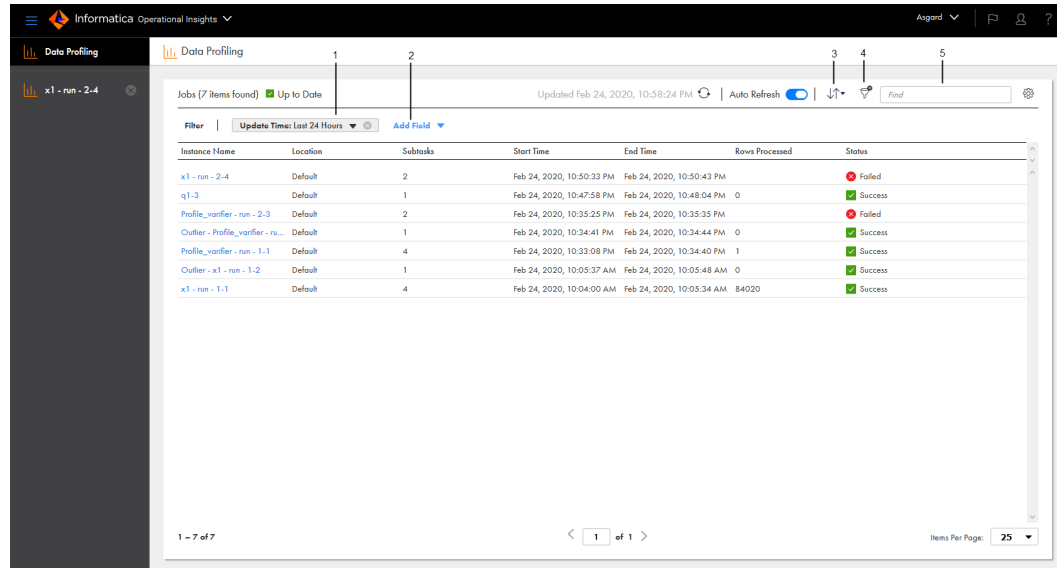 Informatica Operational Insights
Asgard
?
Data Profiling
Data Profiling
1
2
3
4
5
x1 - run - 2-4
Jobs (7 items found) Up to Date
Updated Feb 24, 2020, 10:58:24 PM
Auto Refresh
Find
Filter
Update Time: Last 24 Hours
Add Field
Instance Name Location Subtasks Start Time End Time Rows Processed Status
x1 - run - 2-4 Default 2 Feb 24, 2020, 10:50:33 PM Feb 24, 2020, 10:50:43 PM Failed
q1-3 Default 1 Feb 24, 2020, 10:47:58 PM Feb 24, 2020, 10:48:04 PM 0 Success
Profile_varifier - run - 2-3 Default 2 Feb 24, 2020, 10:35:25 PM Feb 24, 2020, 10:35:35 PM Failed
Outlier - Profile_varifier - ru... Default 1 Feb 24, 2020, 10:34:41 PM Feb 24, 2020, 10:34:44 PM 0 Success
Profile_varifier - run - 1-1 Default 4 Feb 24, 2020, 10:33:08 PM Feb 24, 2020, 10:34:40 PM 1 Success
Outlier - x1 - run - 1-2 Default 1 Feb 24, 2020, 10:05:37 AM Feb 24, 2020, 10:05:48 AM 0 Success
x1 - run - 1-1 Default 4 Feb 24, 2020, 10:04:00 AM Feb 24, 2020, 10:05:34 AM 84020 Success
1 – 7 of 7
1 of 1
Items Per Page: 25